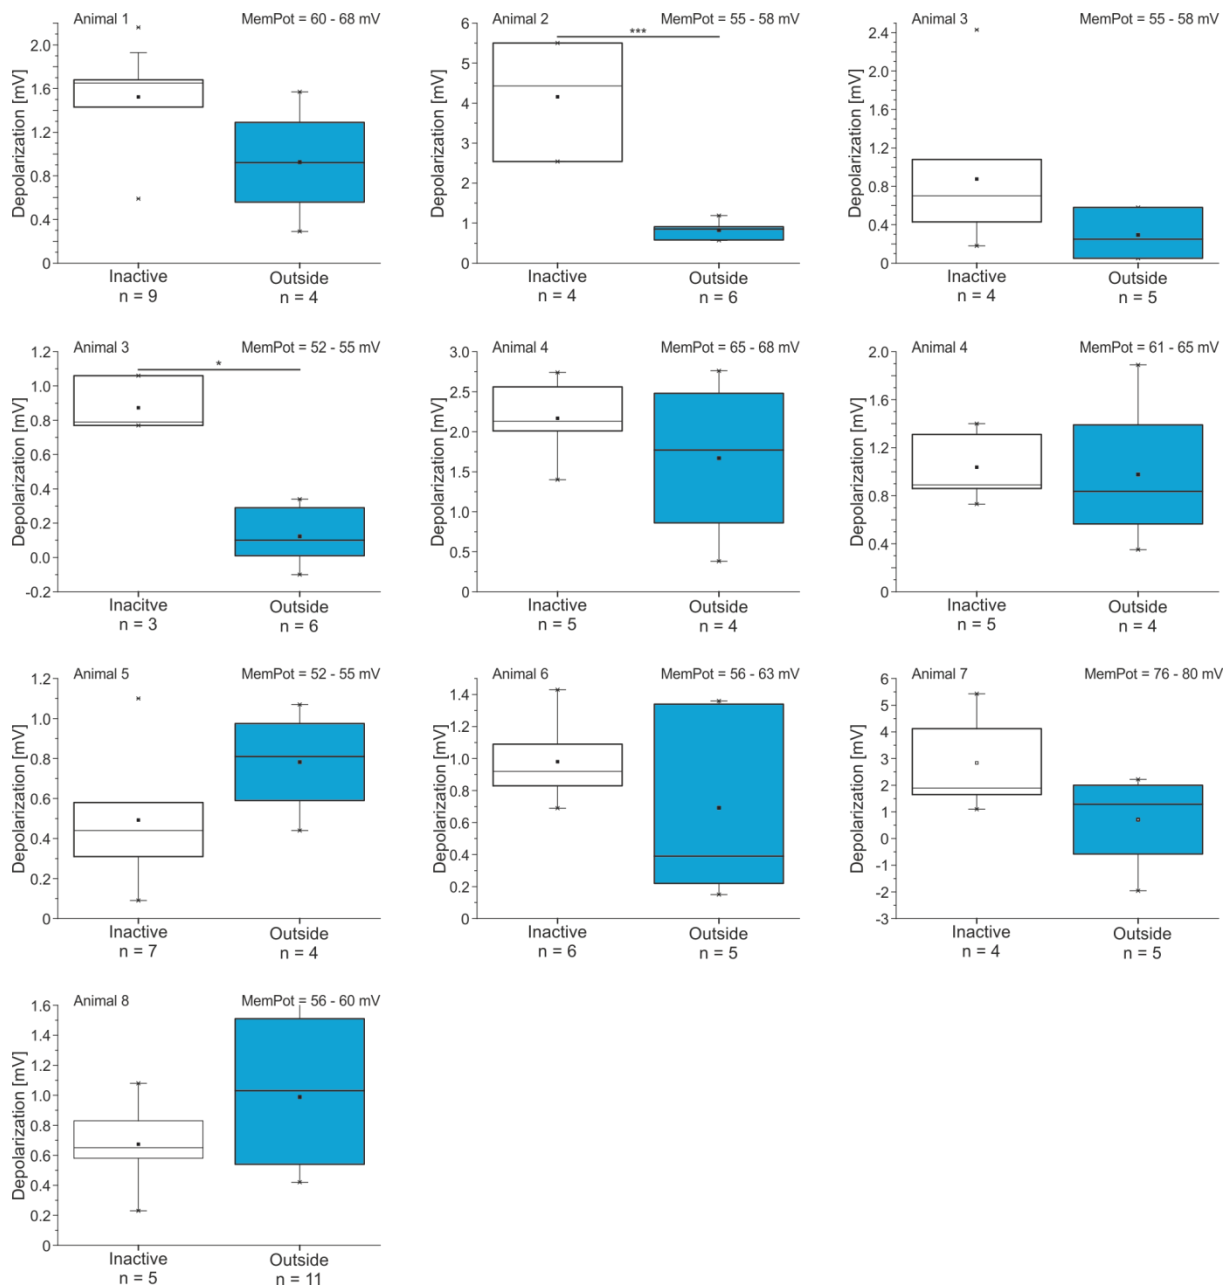 Animal 1 MemPot = 60 - 68 mV
Depolarization [mV]
2.0
1.6
1.2
0.8
0.4
0
Inactive Outside
n = 9 n = 4
Animal 2 MemPot = 55 - 58 mV
***
Depolarization [mV]
6
5
4
3
2
1
0
Inactive Outside
n = 4 n = 6
Animal 3 MemPot = 55 - 58 mV
Depolarization [mV]
2.4
2.0
1.6
1.2
0.8
0.4
0
Inactive Outside
n = 4 n = 5
Animal 3 MemPot = 52 - 55 mV
*
Depolarization [mV]
1.2
1.0
0.8
0.6
0.4
0.2
0.0
-0.2
Inacitve Outside
n = 3 n = 6
Animal 4 MemPot = 65 - 68 mV
Depolarization [mV]
3.0
2.5
2.0
1.5
1.0
0.5
0
Inactive Outside
n = 5 n = 4
Animal 4 MemPot = 61 - 65 mV
Depolarization [mV]
2.0
1.6
1.2
0.8
0.4
0
Inactive Outside
n = 5 n = 4
Animal 5 MemPot = 52 - 55 mV
Depolarization [mV]
1.2
1.0
0.8
0.6
0.4
0.2
0
Inactive Outside
n = 7 n = 4
Animal 6 MemPot = 56 - 63 mV
Depolarization [mV]
1.4
1.2
1.0
0.8
0.6
0.4
0.2
0
Inactive Outside
n = 6 n = 5
Animal 7 MemPot = 76 - 80 mV
Depolarization [mV]
6
5
4
3
2
1
0
-1
-2
-3
Inactive Outside
n = 4 n = 5
Animal 8 MemPot = 56 - 60 mV
Depolarization [mV]
1.6
1.4
1.2
1.0
0.8
0.6
0.4
0.2
0
Inactive Outside
n = 5 n = 11